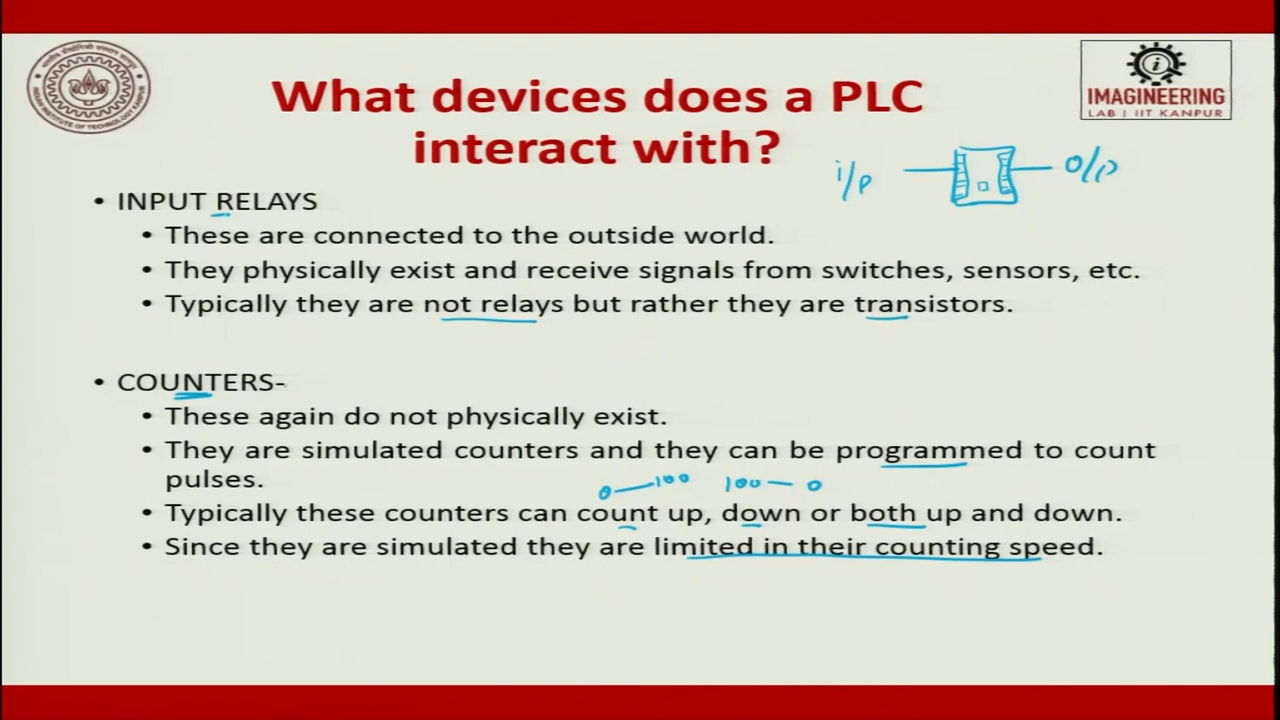 IMAGINEERING
LAB | IIT KANPUR
What devices does a PLC
interact with?
i/p
O/P
• INPUT RELAYS
• These are connected to the outside world.
• They physically exist and receive signals from switches, sensors, etc.
• Typically they are not relays but rather they are transistors.
• COUNTERS-
• These again do not physically exist.
• They are simulated counters and they can be programmed to count
pulses.
0 — 100 100 — 0
• Typically these counters can count up, down or both up and down.
• Since they are simulated they are limited in their counting speed.